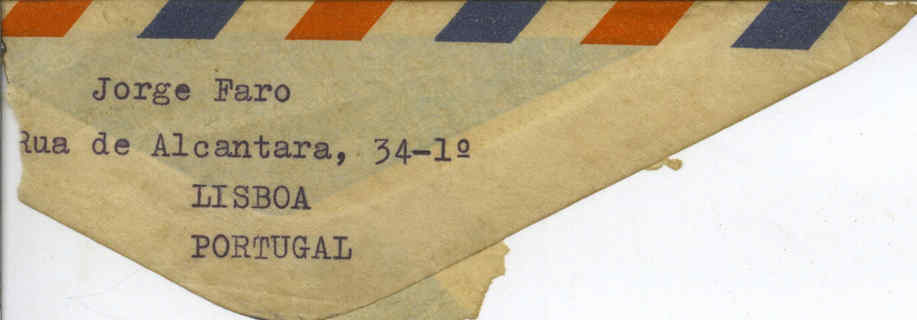 Jorge Faro
Rua de Alcantara, 34-1º
LISBOA
PORTUGAL